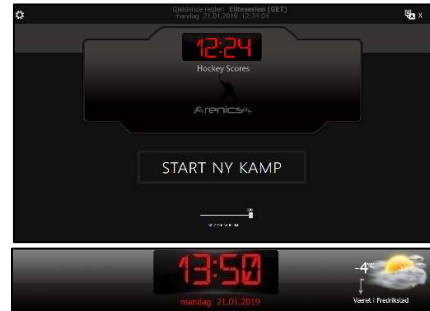 Gjeldende regler: Eliteserien (GET)
mandag 21.01.2019 12:24:04
X
12:24
Hockey Scores
Arenics
START NY KAMP
13:50
-4°
mandag 21.01.2019
Været i Fredrikstad